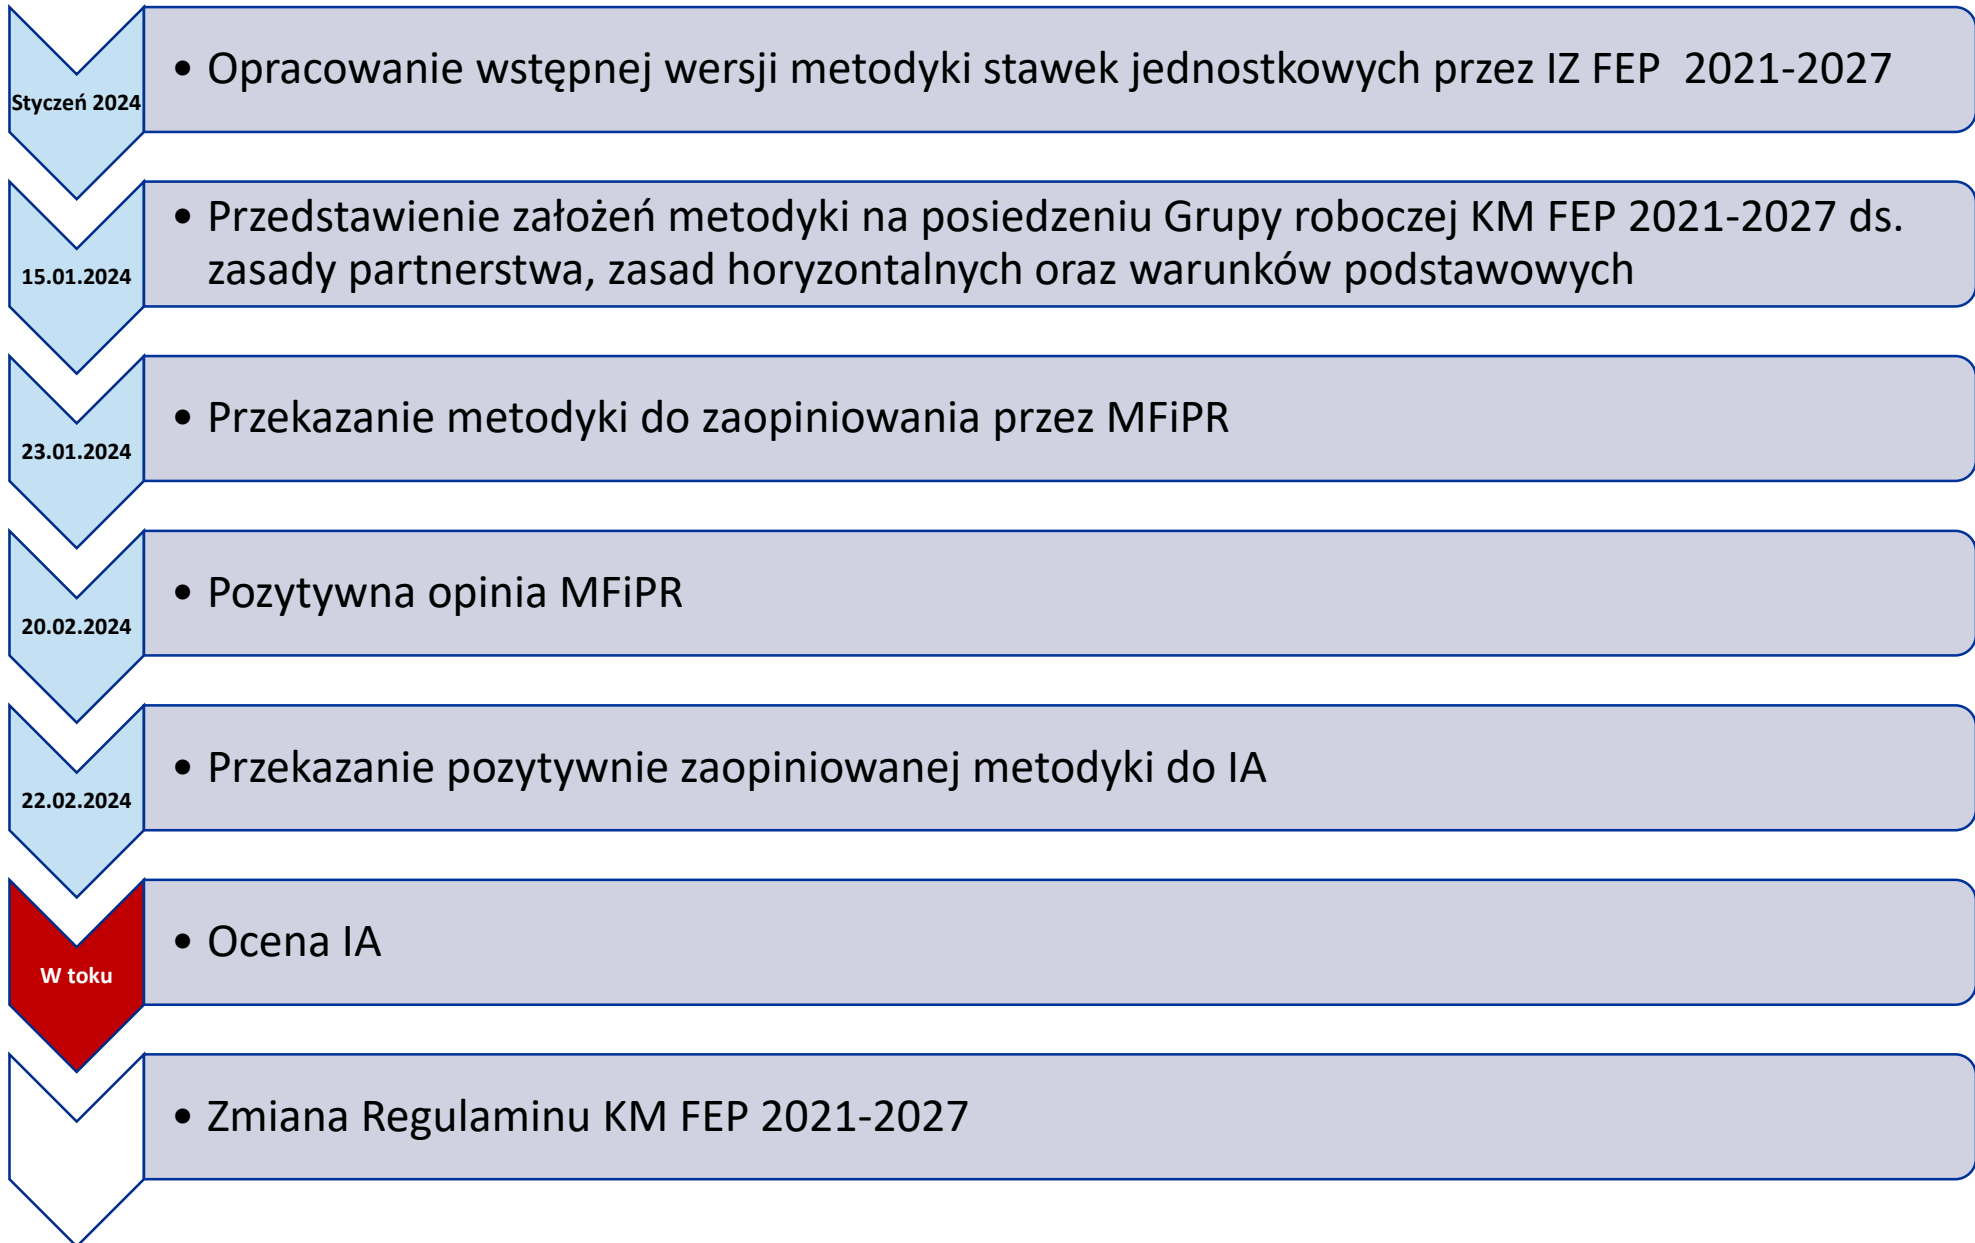 Styczeń 2024
• Opracowanie wstępnej wersji metodyki stawek jednostkowych przez IZ FEP  2021-2027
15.01.2024
• Przedstawienie założeń metodyki na posiedzeniu Grupy roboczej KM FEP 2021-2027 ds.
zasady partnerstwa, zasad horyzontalnych oraz warunków podstawowych
23.01.2024
• Przekazanie metodyki do zaopiniowania przez MFiPR
20.02.2024
• Pozytywna opinia MFiPR
22.02.2024
• Przekazanie pozytywnie zaopiniowanej metodyki do IA
W toku
• Ocena IA
• Zmiana Regulaminu KM FEP 2021-2027